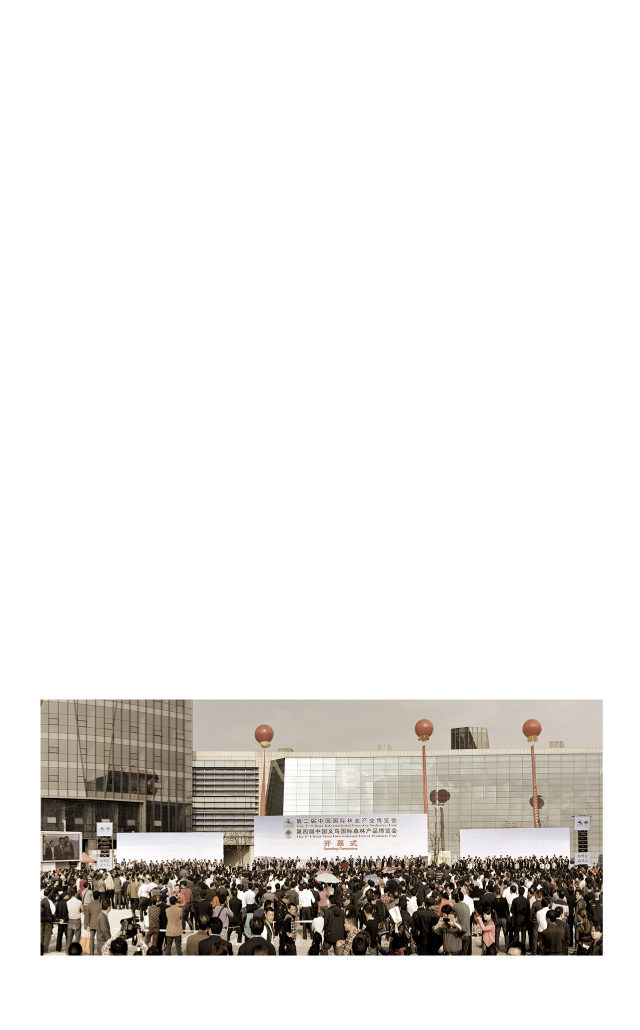 第二届中国国际林业产业博览会
The 2nd China International Forestry Industry Fair
第四届中国义乌国际森林产品博览会
The 4th China Yiwu International Forest Products Fair
开幕式
Opening Ceremony